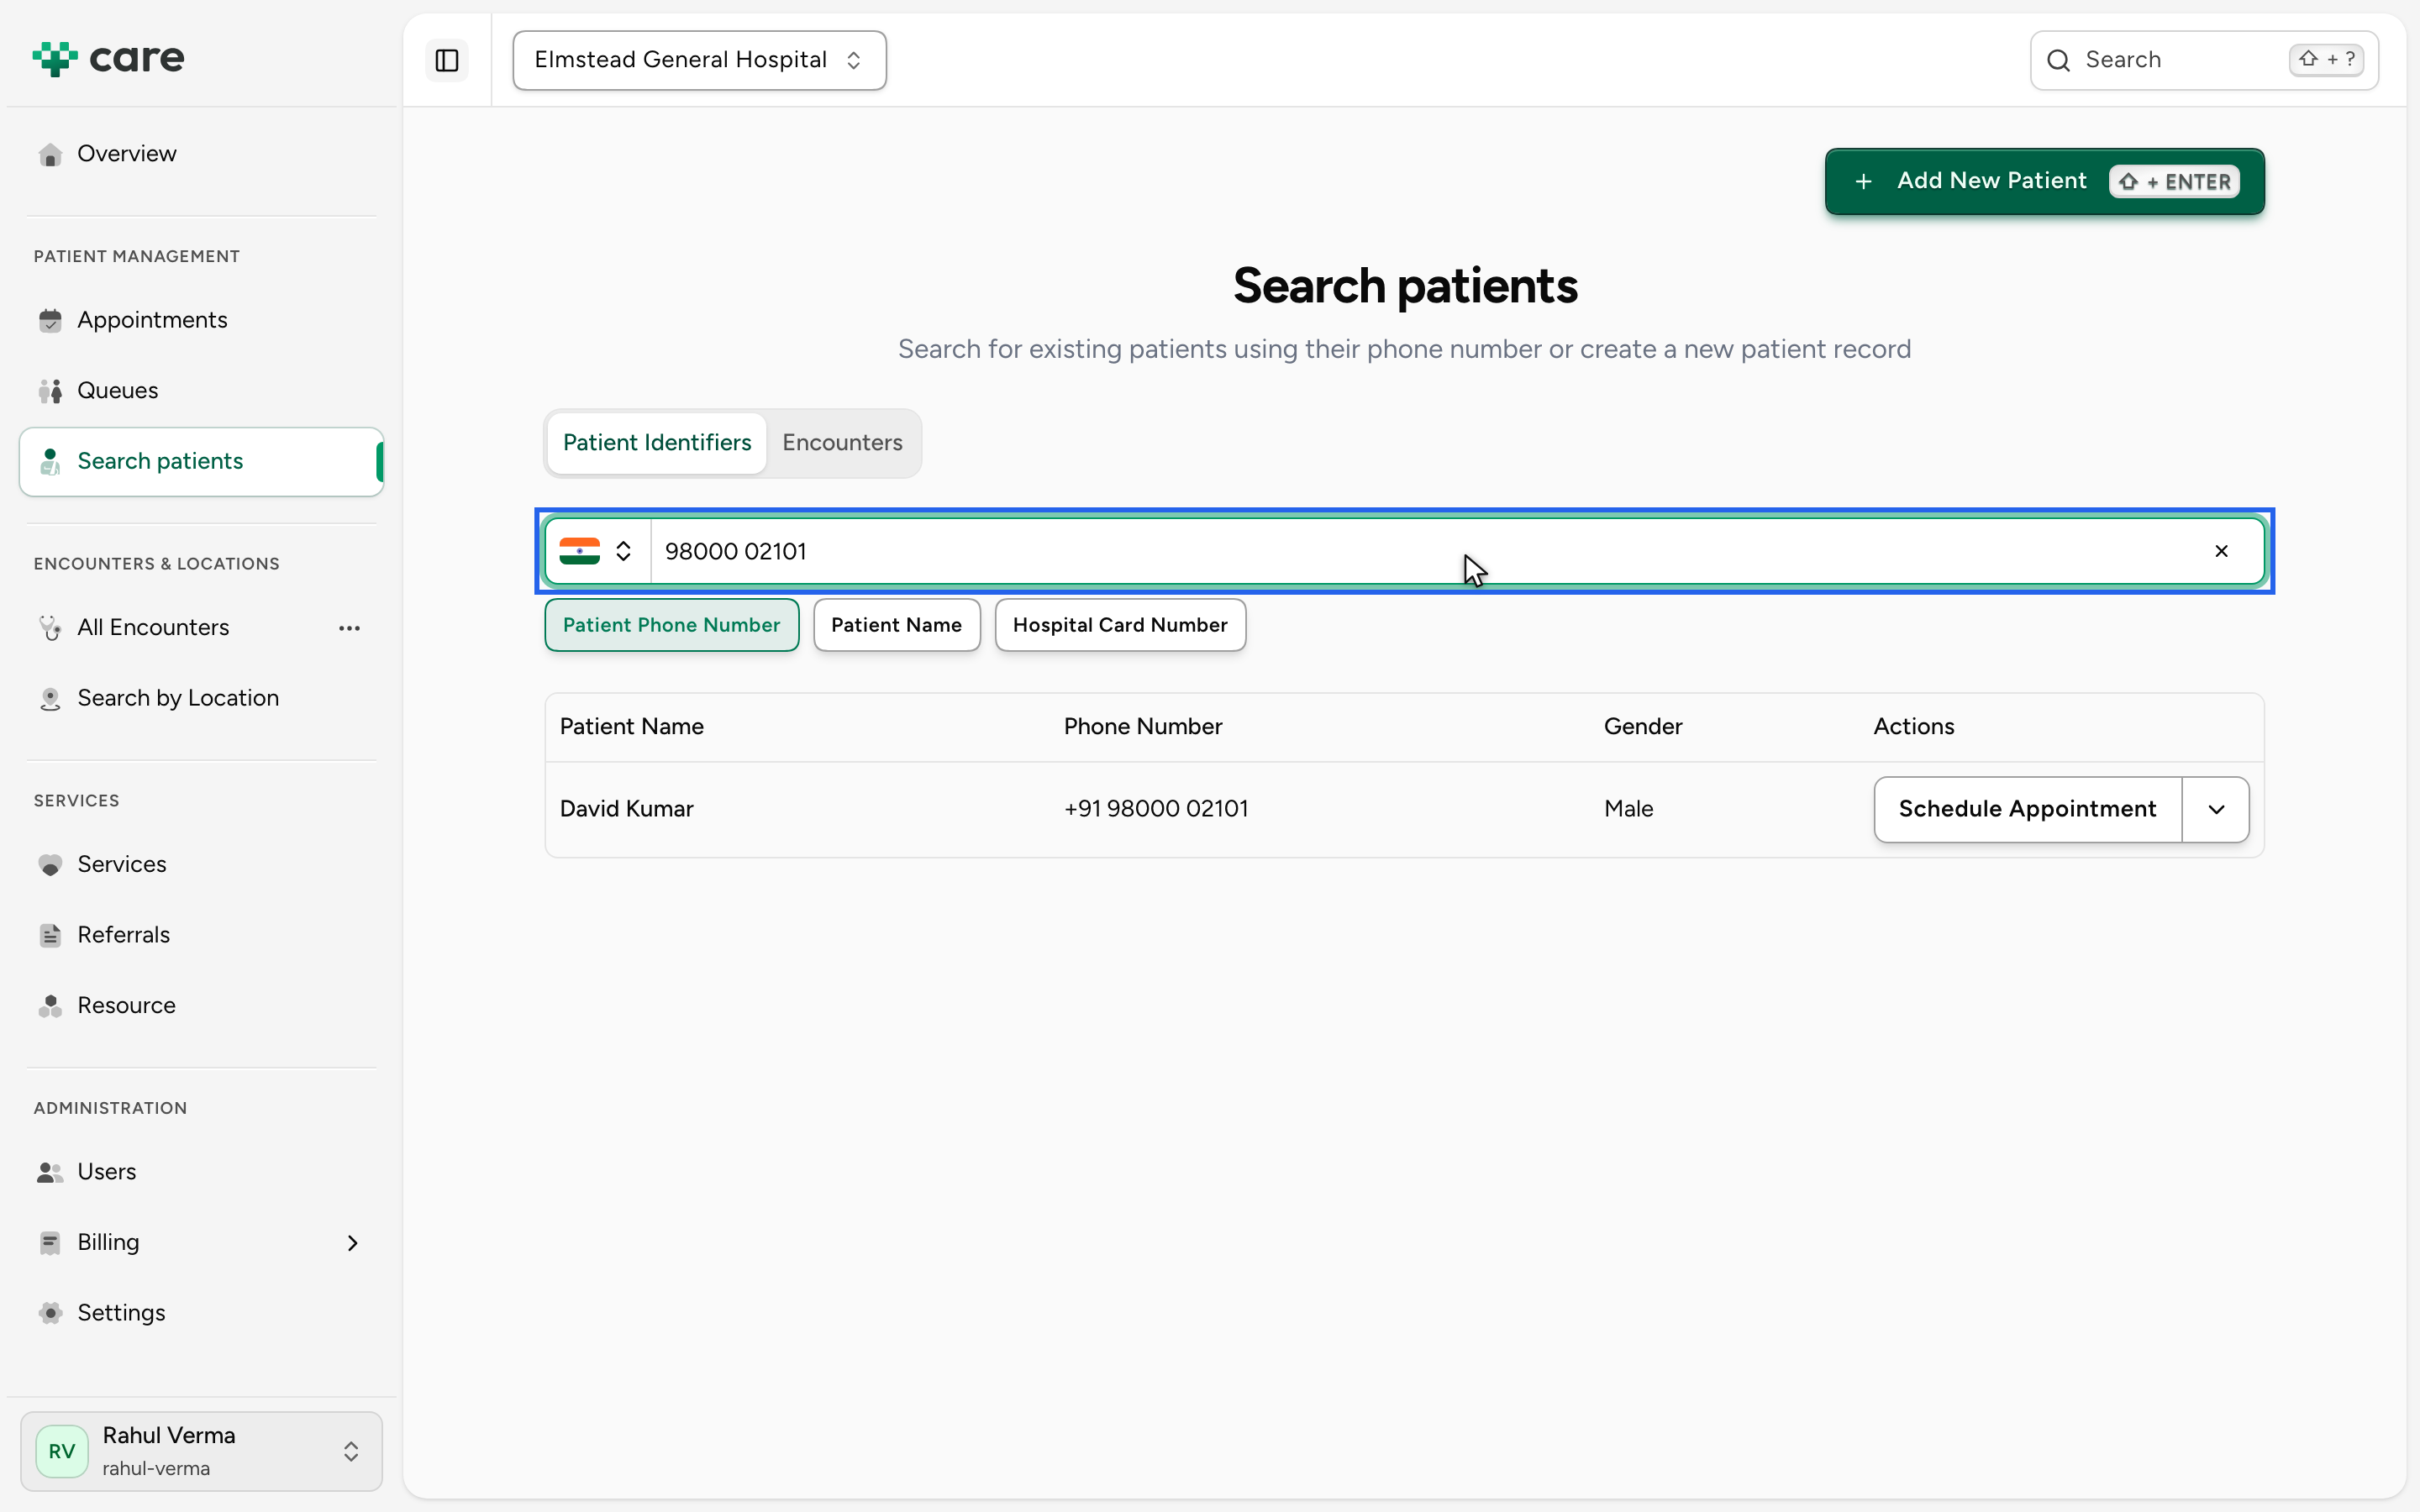 care
Elmstead General Hospital
Search
+ ?
Overview
PATIENT MANAGEMENT
Appointments
Queues
Search patients
ENCOUNTERS & LOCATIONS
All Encounters
Search by Location
SERVICES
Services
Referrals
Resource
ADMINISTRATION
Users
Billing
Settings
RV
Rahul Verma
rahul-verma
+ Add New Patient + ENTER
Search patients
Search for existing patients using their phone number or create a new patient record
Patient Identifiers Encounters
98000 02101
Patient Phone Number Patient Name Hospital Card Number
Patient Name Phone Number Gender Actions
David Kumar +91 98000 02101 Male Schedule Appointment